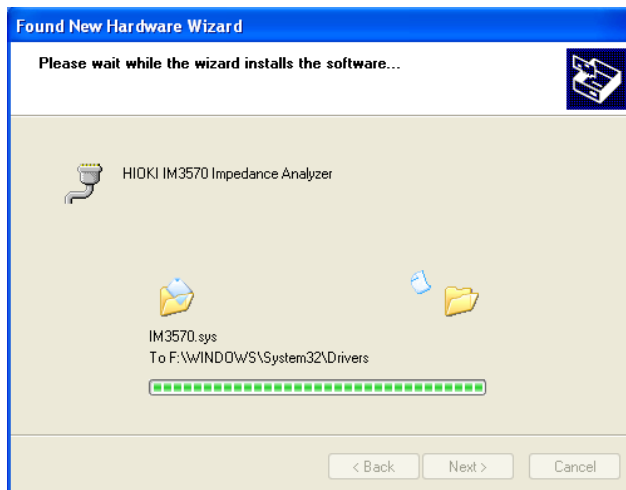 Found New Hardware Wizard
Please wait while the wizard installs the software...
HIOKI IM3570 Impedance Analyzer
IM3570.sys
To F:\WINDOWS\System32\Drivers
< Back Next > Cancel